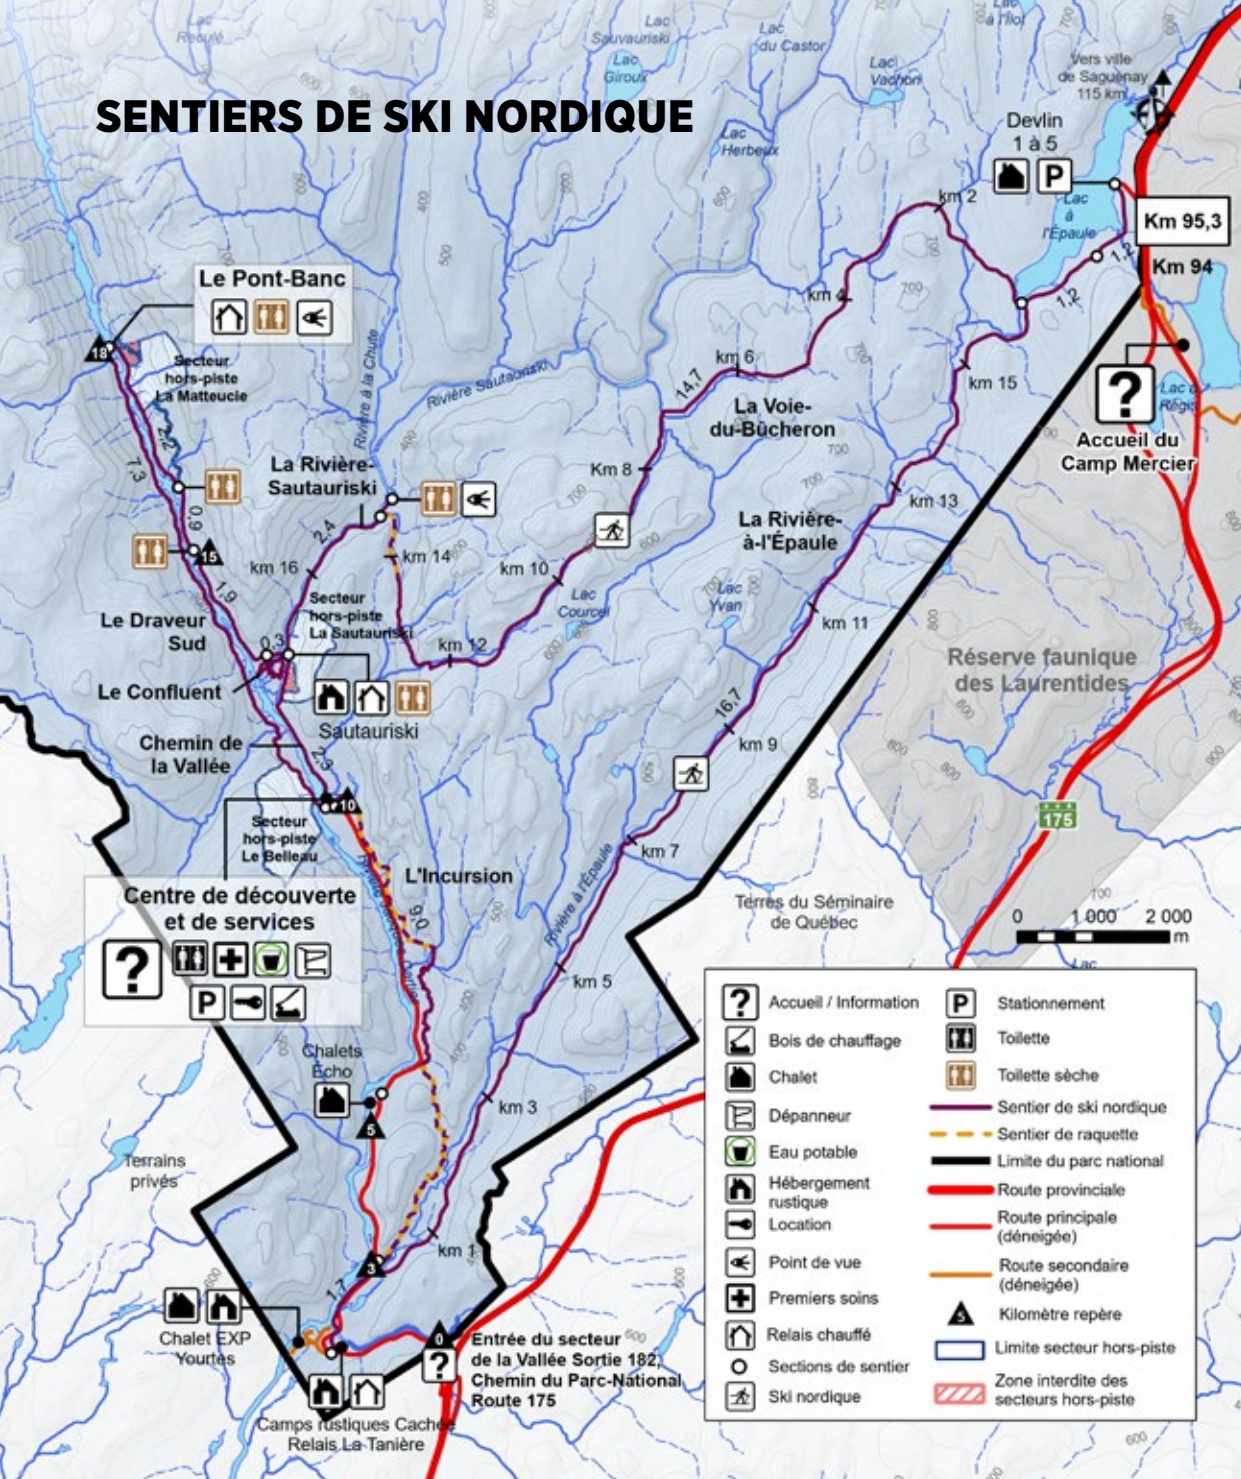 SENTIERS DE SKI NORDIQUE
Lac
Reculé
Lac
Sauvauriski
Lac
Giroux
Lac
du Castor
Lac
Vachon
Lac
à l'Ilot
Lac
Herbeux
Vers ville
de Saguenay
115 km
Devlin
1 à 5
P
Lac
à
l'Épaule
Km 95,3
Km 94
1,2
1,2
km 2
km 4
km 6
14,7
La Voie-
du-Bûcheron
Km 8
km 10
km 12
km 14
km 15
km 13
km 11
La Rivière-
à-l'Épaule
Lac
Yvan
Lac
Courcel
16,7
km 9
km 7
km 5
km 3
km 1
Rivière à l'Épaule
Le Pont-Banc
18
Secteur
hors-piste
La Matteucie
Rivière à la Chute
Rivière Sautauriski
7,3
2,2
0,9
15
1,9
La Rivière-
Sautauriski
2,4
km 16
Secteur
hors-piste
La Sautauriski
Le Draveur
Sud
0,3
Le Confluent
Sautauriski
Chemin de
la Vallée
2,3
10
Secteur
hors-piste
Le Belleau
L'Incursion
9,0
Centre de découverte
et de services
?
P
Chalets
Écho
5
Terrains
privés
3
1,7
Chalet EXP
Yourtes
0
?
Entrée du secteur
de la Vallée Sortie 182,
Chemin du Parc-National
Route 175
Camps rustiques Cachée
Relais La Tanière
?
Accueil du
Camp Mercier
Réserve faunique
des Laurentides
175
Terres du Séminaire
de Québec
0 1 000 2 000
m
Lac
? Accueil / Information
Bois de chauffage
Chalet
Dépanneur
Eau potable
Hébergement
rustique
Location
Point de vue
Premiers soins
Relais chauffé
Sections de sentier
Ski nordique
P Stationnement
Toilette
Toilette sèche
Sentier de ski nordique
Sentier de raquette
Limite du parc national
Route provinciale
Route principale
(déneigée)
Route secondaire
(déneigée)
5 Kilomètre repère
Limite secteur hors-piste
Zone interdite des
secteurs hors-piste